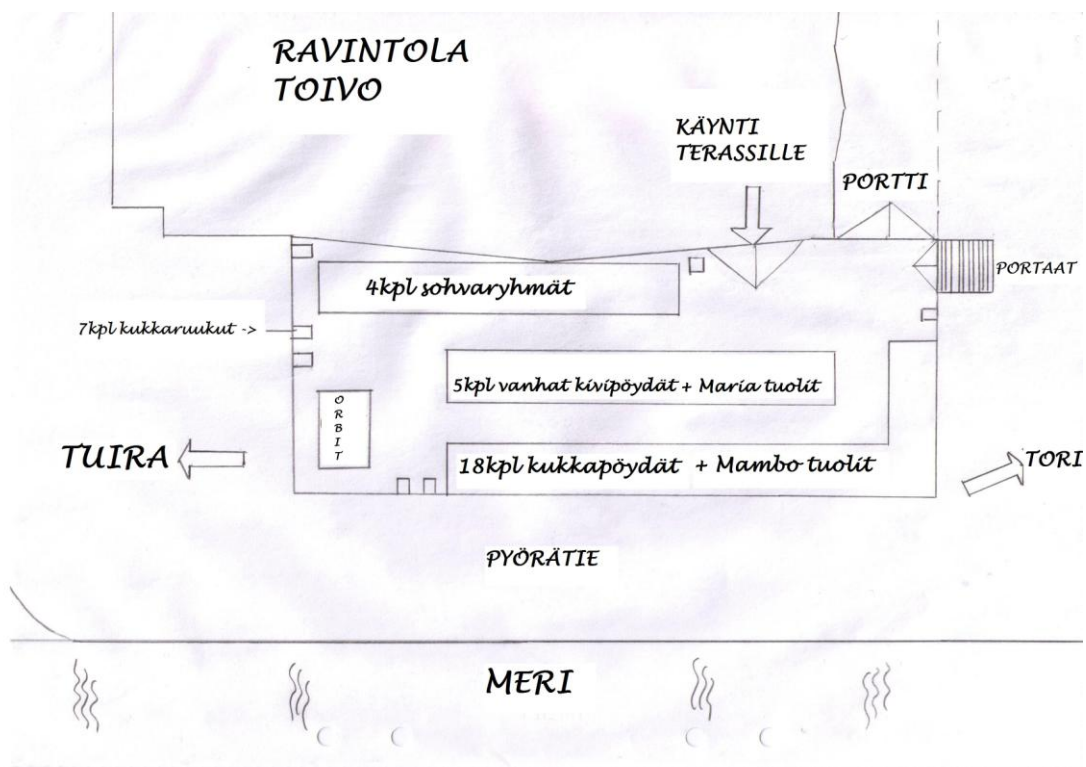 RAVINTOLA
TOIVO
KÄYNTI
TERASSILLE
PORTTI
PORTAAT
4kpl sohvaryhmät
7kpl kukkaruukut ->
5kpl vanhat kivipöydät + Maria tuolit
ORBIT
TUIRA
18kpl kukkapöydät + Mambo tuolit
TORI
PYÖRÄTIE
MERI